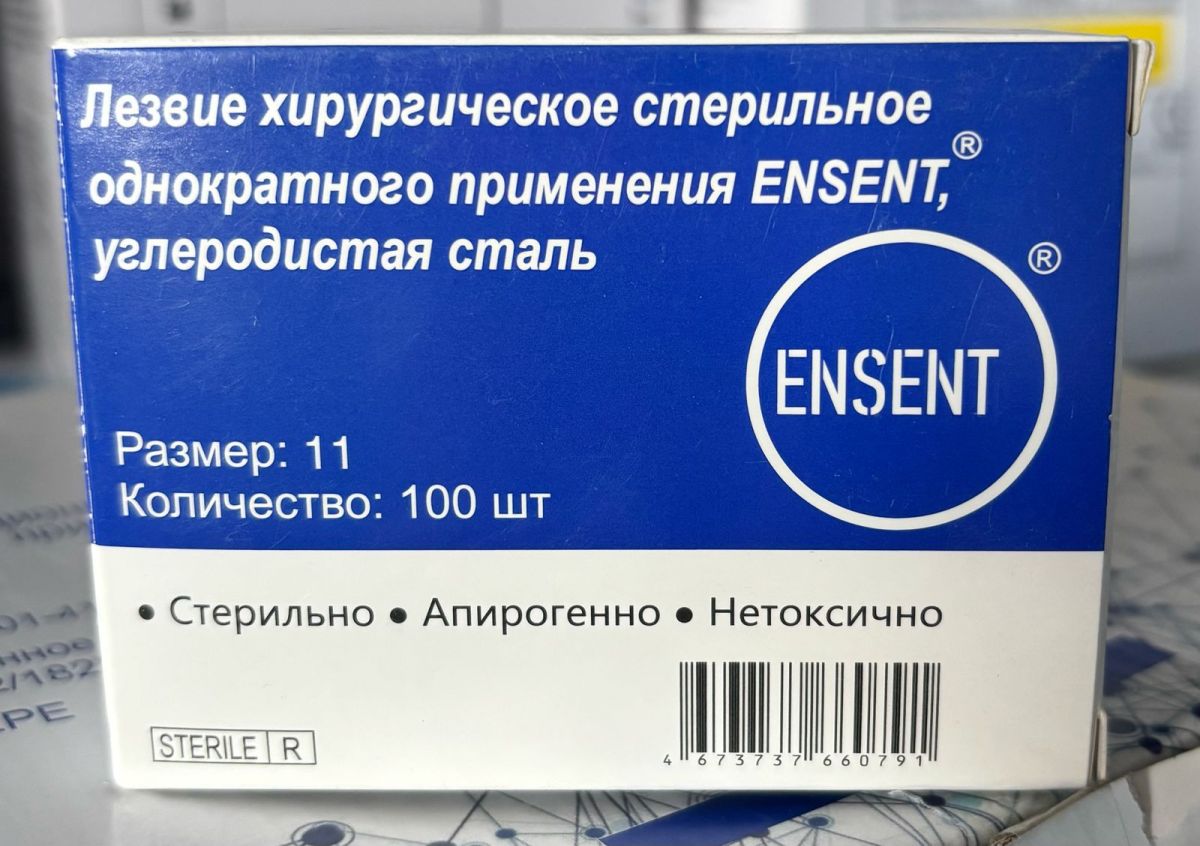 Лезвие хирургическое стерильное
однократного применения ENSENT,®
углеродистая сталь
®
ENSENT
Размер: 11
Количество: 100 шт
• Стерильно • Апирогенно • Нетоксично
STERILE R
4 673737 660791